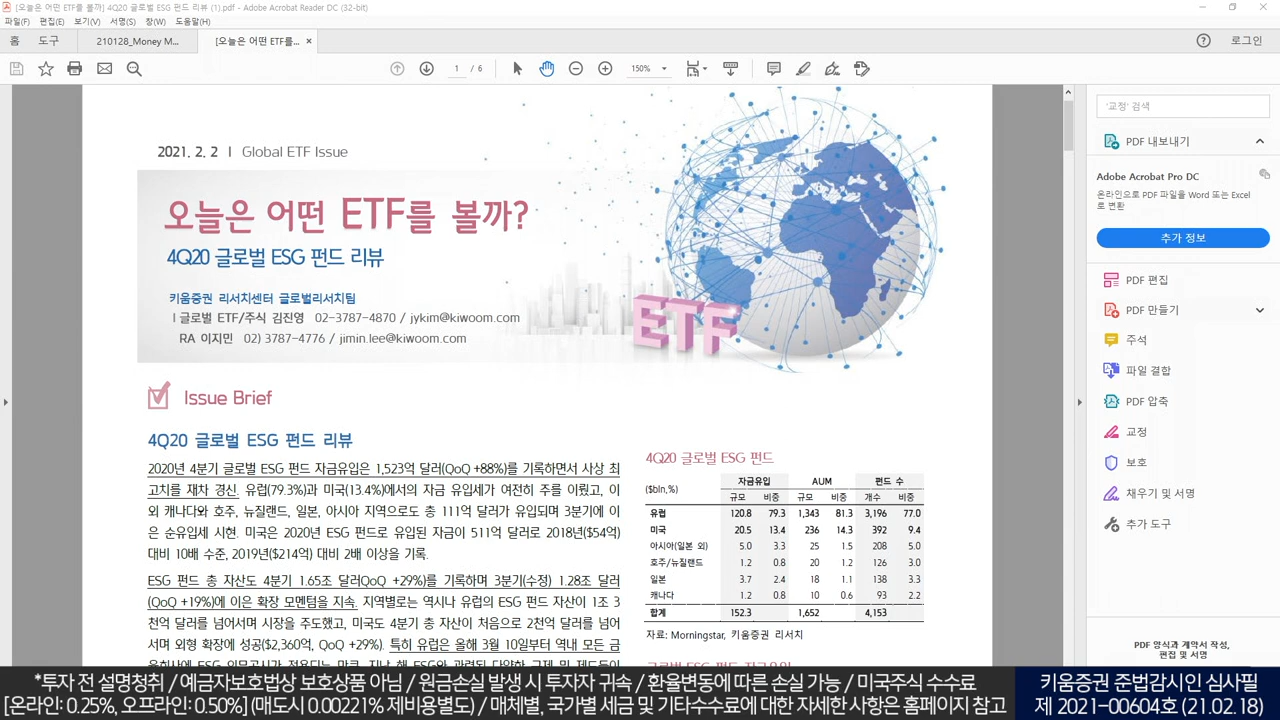 [오늘은 어떤 ETF를 볼까] 4Q20 글로벌 ESG 펀드 리뷰 (1).pdf - Adobe Acrobat Reader DC (32-bit)
파일(F) 편집(E) 보기(V) 서명(S) 창(W) 도움말(H)
홈 도구 210128_Money M... [오늘은 어떤 ETF를... × 로그인
1 / 6 150%
2021. 2. 2 | Global ETF Issue
오늘은 어떤 ETF를 볼까?
4Q20 글로벌 ESG 펀드 리뷰
키움증권 리서치센터 글로벌리서치팀
| 글로벌 ETF/주식 김진영 02-3787-4870 / jykim@kiwoom.com
RA 이지민 02) 3787-4776 / jimin.lee@kiwoom.com
ETF
Issue Brief
4Q20 글로벌 ESG 펀드 리뷰
2020년 4분기 글로벌 ESG 펀드 자금유입은 1,523억 달러(QoQ +88%)를 기록하면서 사상 최
고치를 재차 경신. 유럽(79.3%)과 미국(13.4%)에서의 자금 유입세가 여전히 주를 이뤘고, 이
외 캐나다와 호주, 뉴질랜드, 일본, 아시아 지역으로도 총 111억 달러가 유입되며 3분기에 이
은 순유입세 시현. 미국은 2020년 ESG 펀드로 유입된 자금이 511억 달러로 2018년($54억)
대비 10배 수준, 2019년($214억) 대비 2배 이상을 기록.
ESG 펀드 총 자산도 4분기 1.65조 달러QoQ +29%)를 기록하며 3분기(수정) 1.28조 달러
(QoQ +19%)에 이은 확장 모멘텀을 지속. 지역별로는 역시나 유럽의 ESG 펀드 자산이 1조 3
천억 달러를 넘어서며 시장을 주도했고, 미국도 4분기 총 자산이 처음으로 2천억 달러를 넘어
서며 외형 확장에 성공($2,360억, QoQ +29%). 특히 유럽은 올해 3월 10일부터 역내 모든 금
4Q20 글로벌 ESG 펀드
($bln,%) 자금유입 AUM 펀드 수
규모 비중 규모 비중 개수 비중
유럽 120.8 79.3 1,343 81.3 3,196 77.0
미국 20.5 13.4 236 14.3 392 9.4
아시아(일본 외) 5.0 3.3 25 1.5 208 5.0
호주/뉴질랜드 1.2 0.8 20 1.2 126 3.0
일본 3.7 2.4 18 1.1 138 3.3
캐나다 1.2 0.8 10 0.6 93 2.2
합계 152.3 1,652 4,153
자료: Morningstar, 키움증권 리서치
'교정' 검색
PDF 내보내기
Adobe Acrobat Pro DC
온라인으로 PDF 파일을 Word 또는 Excel
로 변환
추가 정보
PDF 편집
PDF 만들기
주석
파일 결합
PDF 압축
교정
보호
채우기 및 서명
추가 도구
PDF 양식과 계약서 작성,
편집 및 서명
*투자 전 설명청취 / 예금자보호법상 보호상품 아님 / 원금손실 발생 시 투자자 귀속 / 환율변동에 따른 손실 가능 / 미국주식 수수료
[온라인: 0.25%, 오프라인: 0.50%] (매도시 0.00221% 제비용별도) / 매체별, 국가별 세금 및 기타수수료에 대한 자세한 사항은 홈페이지 참고
키움증권 준법감시인 심사필
제 2021-00604호 (21.02.18)